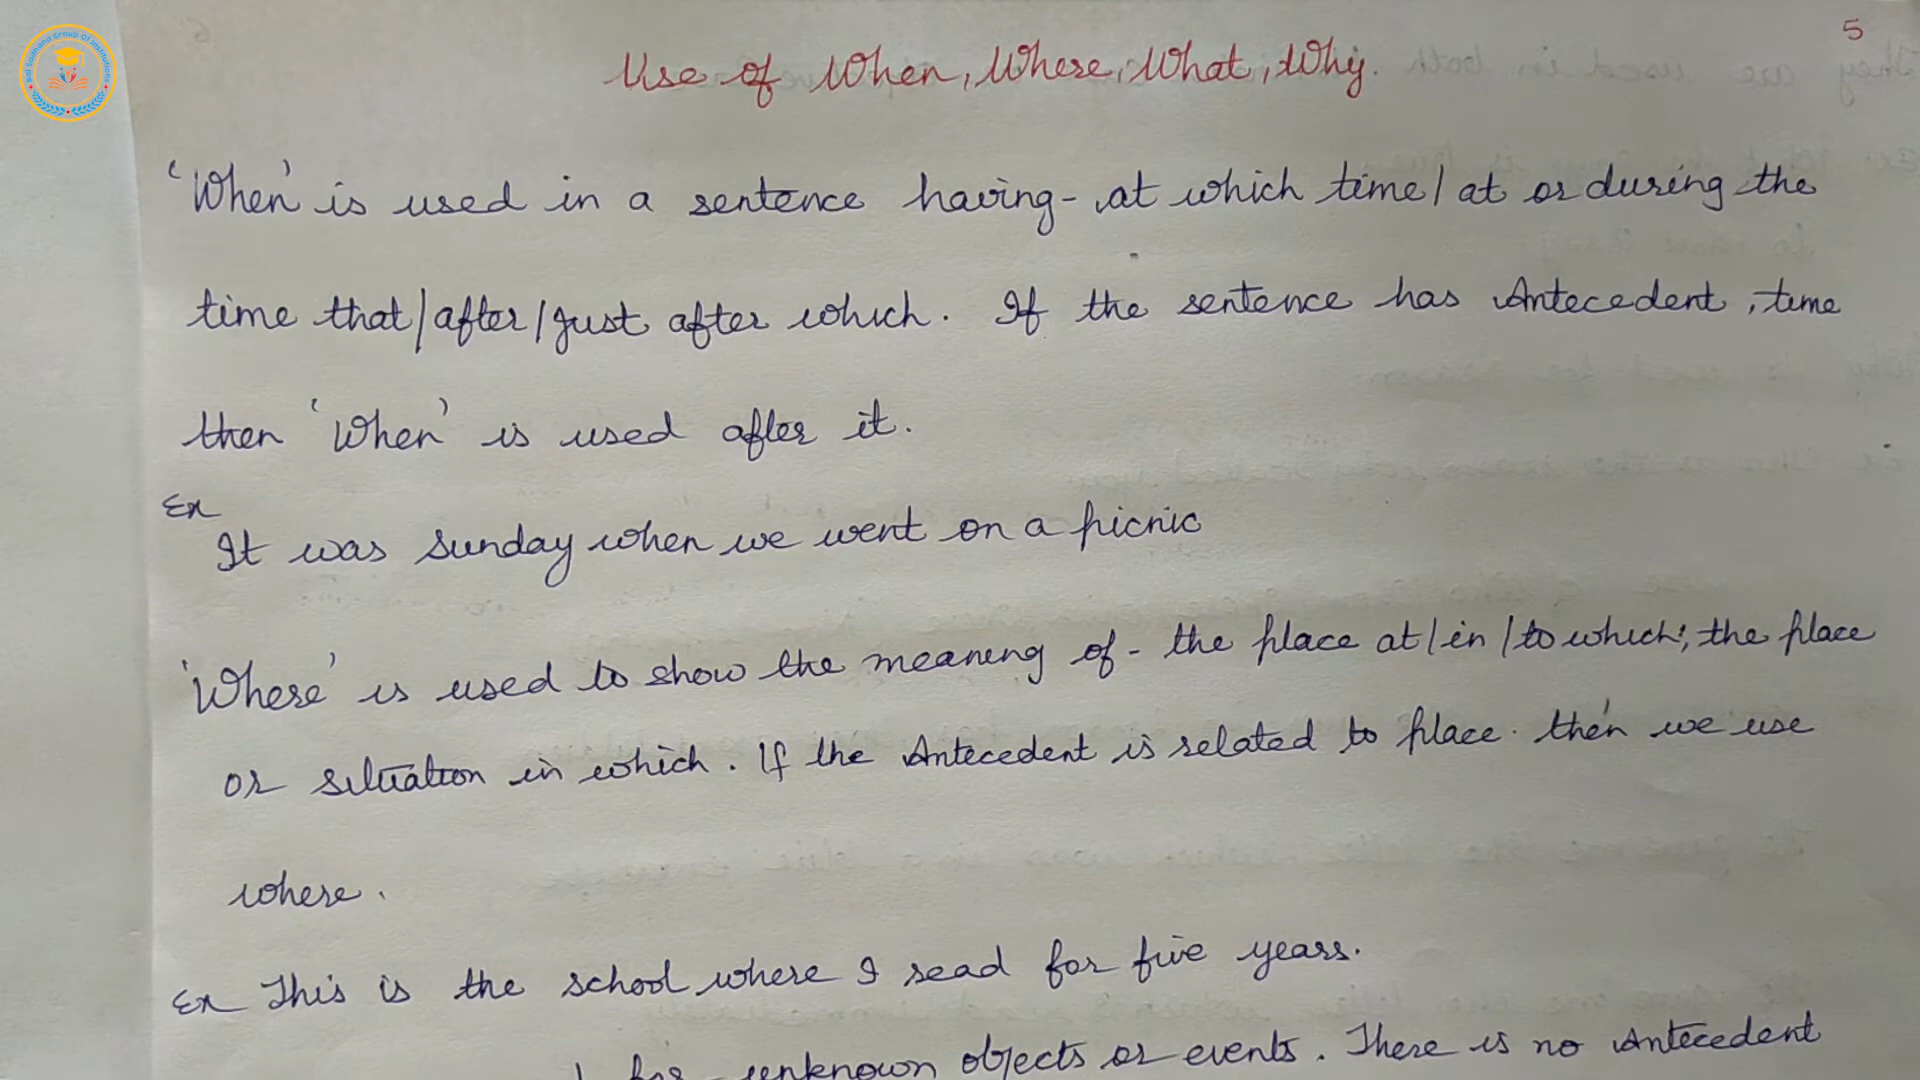 5
Use of When, Where, What, Why.
'When' is used in a sentence having - at which time / at or during the
time that / after / just after which. If the sentence has Antecedent, time
then 'When' is used after it.
Ex
It was Sunday when we went on a picnic
'Where' is used to show the meaning of - the place at / in / to which; the place
or situation in which. If the Antecedent is related to place. then we use
where.
Ex This is the school where I read for five years.
for unknown objects or events. There is no Antecedent